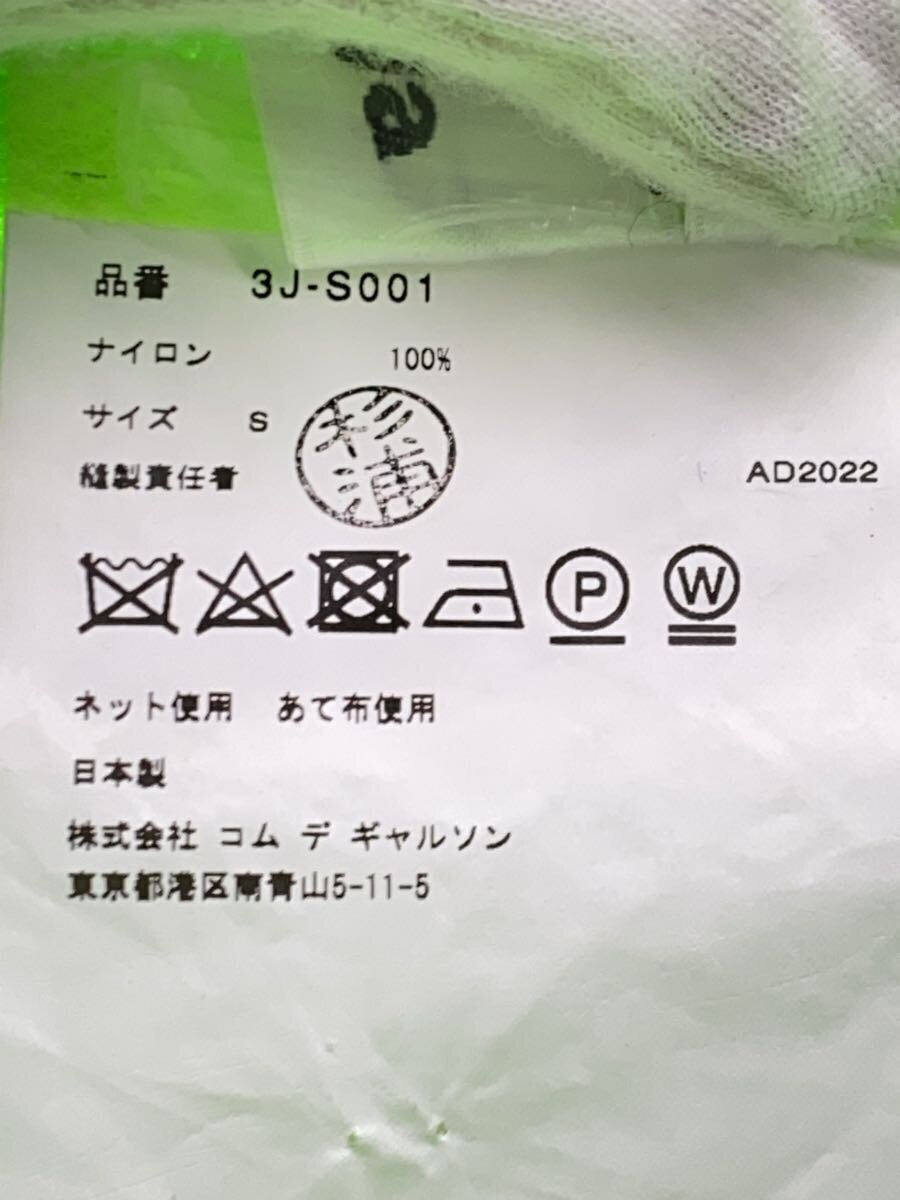 品番 3J-S001
ナイロン 100%
サイズ S
杉浦
縫製責任者
AD2022
P W
ネット使用 あて布使用
日本製
株式会社 コム デ ギャルソン
東京都港区南青山5-11-5